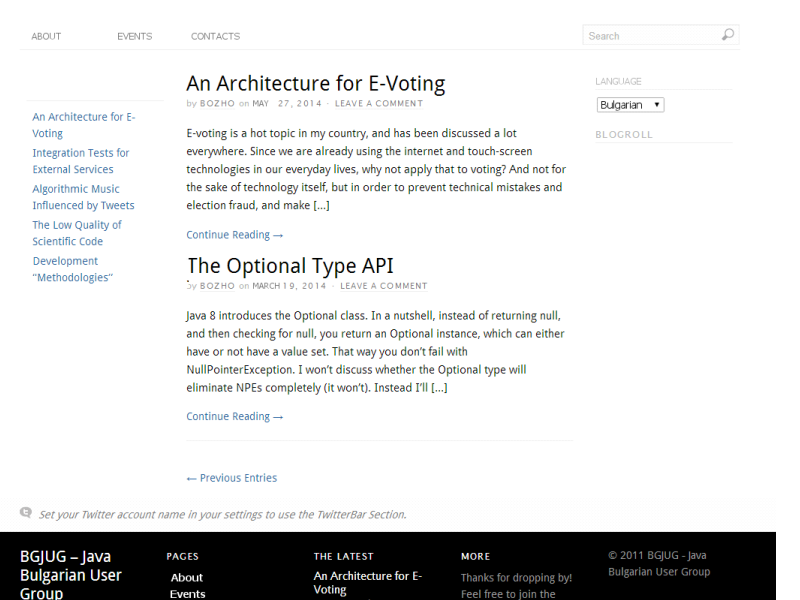 ABOUT EVENTS CONTACTS Search
An Architecture for E-
Voting
Integration Tests for
External Services
Algorithmic Music
Influenced by Tweets
The Low Quality of
Scientific Code
Development
“Methodologies”
An Architecture for E-Voting
by BOZHO on MAY 27, 2014 · LEAVE A COMMENT
E-voting is a hot topic in my country, and has been discussed a lot
everywhere. Since we are already using the internet and touch-screen
technologies in our everyday lives, why not apply that to voting? And not for
the sake of technology itself, but in order to prevent technical mistakes and
election fraud, and make [...]
Continue Reading →
The Optional Type API
by BOZHO on MARCH 19, 2014 · LEAVE A COMMENT
Java 8 introduces the Optional class. In a nutshell, instead of returning null,
and then checking for null, you return an Optional instance, which can either
have or not have a value set. That way you don’t fail with
NullPointerException. I won’t discuss whether the Optional type will
eliminate NPEs completely (it won’t). Instead I’ll [...]
Continue Reading →
← Previous Entries
LANGUAGE
Bulgarian
BLOGROLL
Set your Twitter account name in your settings to use the TwitterBar Section.
BGJUG – Java
Bulgarian User
Group
PAGES
About
Events
THE LATEST
An Architecture for E-
Voting
MORE
Thanks for dropping by!
Feel free to join the
© 2011 BGJUG - Java
Bulgarian User Group